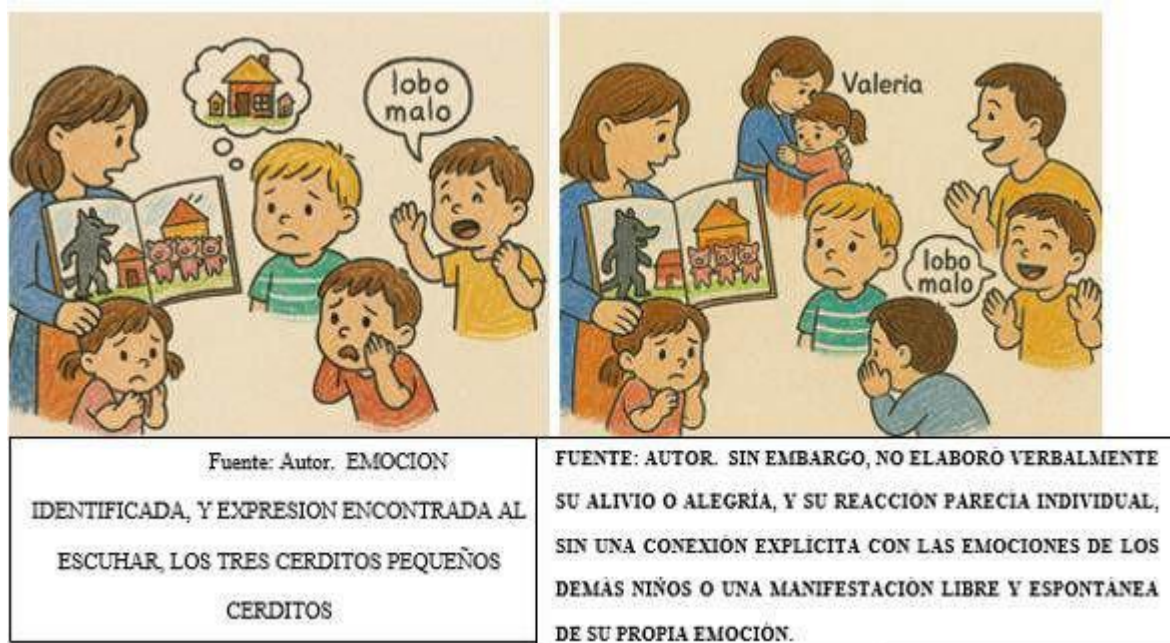 lobo
malo
Valeria
lobo
malo
Fuente: Autor. EMOCION
IDENTIFICADA, Y EXPRESION ENCONTRADA AL
ESCUHAR, LOS TRES CERDITOS PEQUEÑOS
CERDITOS
FUENTE: AUTOR. SIN EMBARGO, NO ELABORÓ VERBALMENTE
SU ALIVIO O ALEGRÍA, Y SU REACCIÓN PARECÍA INDIVIDUAL,
SIN UNA CONEXIÓN EXPLÍCITA CON LAS EMOCIONES DE LOS
DEMÁS NIÑOS O UNA MANIFESTACIÓN LIBRE Y ESPONTÁNEA
DE SU PROPIA EMOCIÓN.